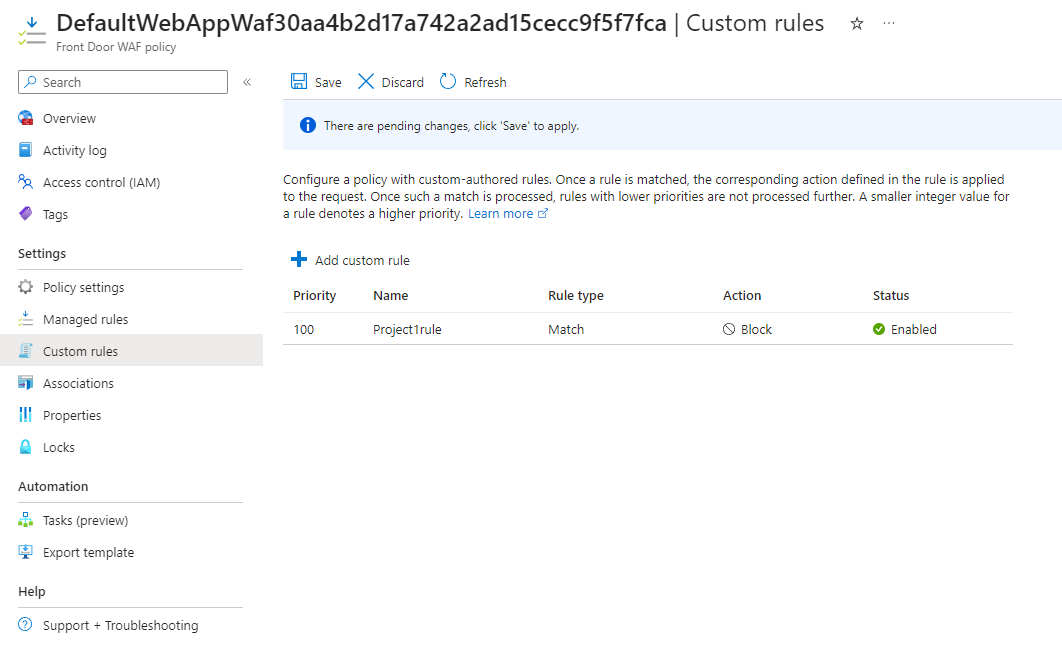 DefaultWebAppWaf30aa4b2d17a742a2ad15cecc9f5f7fca | Custom rules
Front Door WAF policy
Search
Overview
Activity log
Access control (IAM)
Tags
Settings
Policy settings
Managed rules
Custom rules
Associations
Properties
Locks
Automation
Tasks (preview)
Export template
Help
Support + Troubleshooting
Save Discard Refresh
There are pending changes, click 'Save' to apply.
Configure a policy with custom-authored rules. Once a rule is matched, the corresponding action defined in the rule is applied
to the request. Once such a match is processed, rules with lower priorities are not processed further. A smaller integer value for
a rule denotes a higher priority. Learn more
Add custom rule
Priority Name Rule type Action Status
100 Project1rule Match Block Enabled